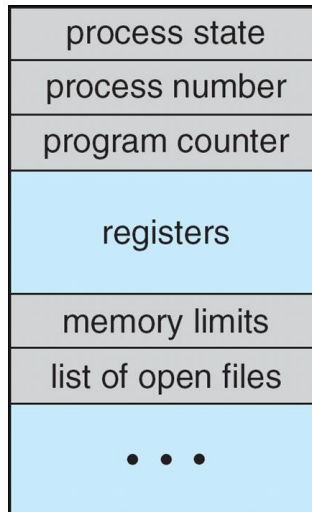 process state
process number
program counter
registers
memory limits
list of open files
• • •